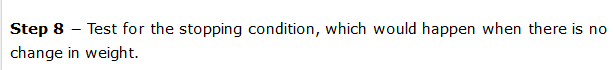 Step 8 – Test for the stopping condition, which would happen when there is no
change in weight.